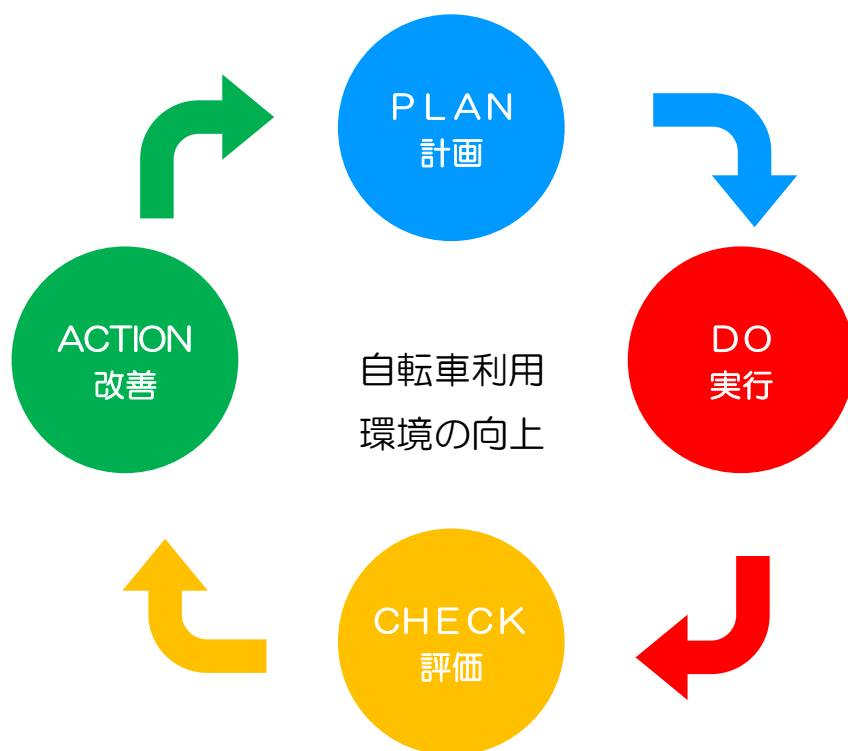 PLAN
計画
DO
実行
CHECK
評価
ACTION
改善
自転車利用
環境の向上